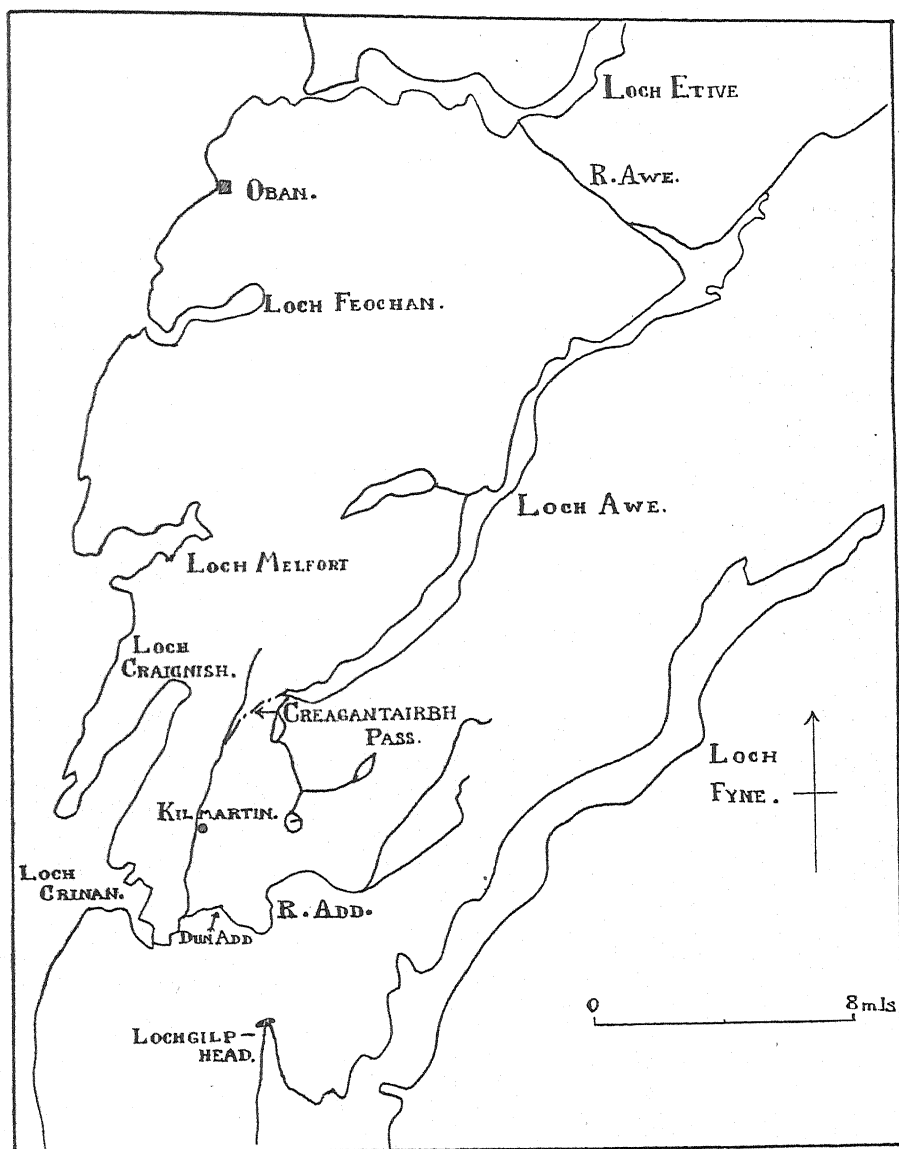 LOCH ETIVE
R. AWE.
OBAN.
LOCH FEOCHAN.
LOCH AWE.
LOCH MELFORT
LOCH
CRAIGNISH.
CREAGANTAIRBH
PASS.
LOCH
FYNE.
KILMARTIN.
LOCH
CRINAN.
R. ADD.
DUN ADD
0 8 mls
LOCHGILP-
HEAD.